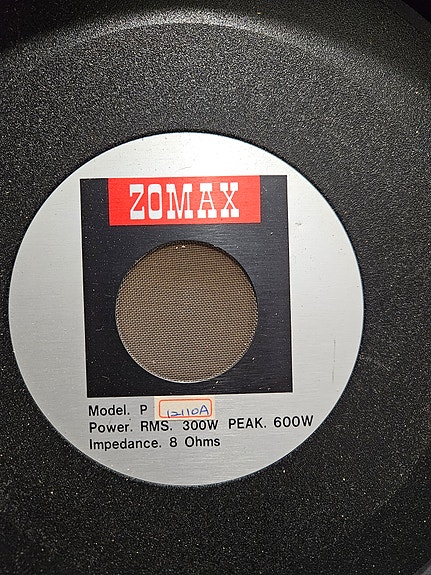 ZOMAX
Model. P 12110A
Power. RMS. 300W PEAK. 600W
Impedance. 8 Ohms